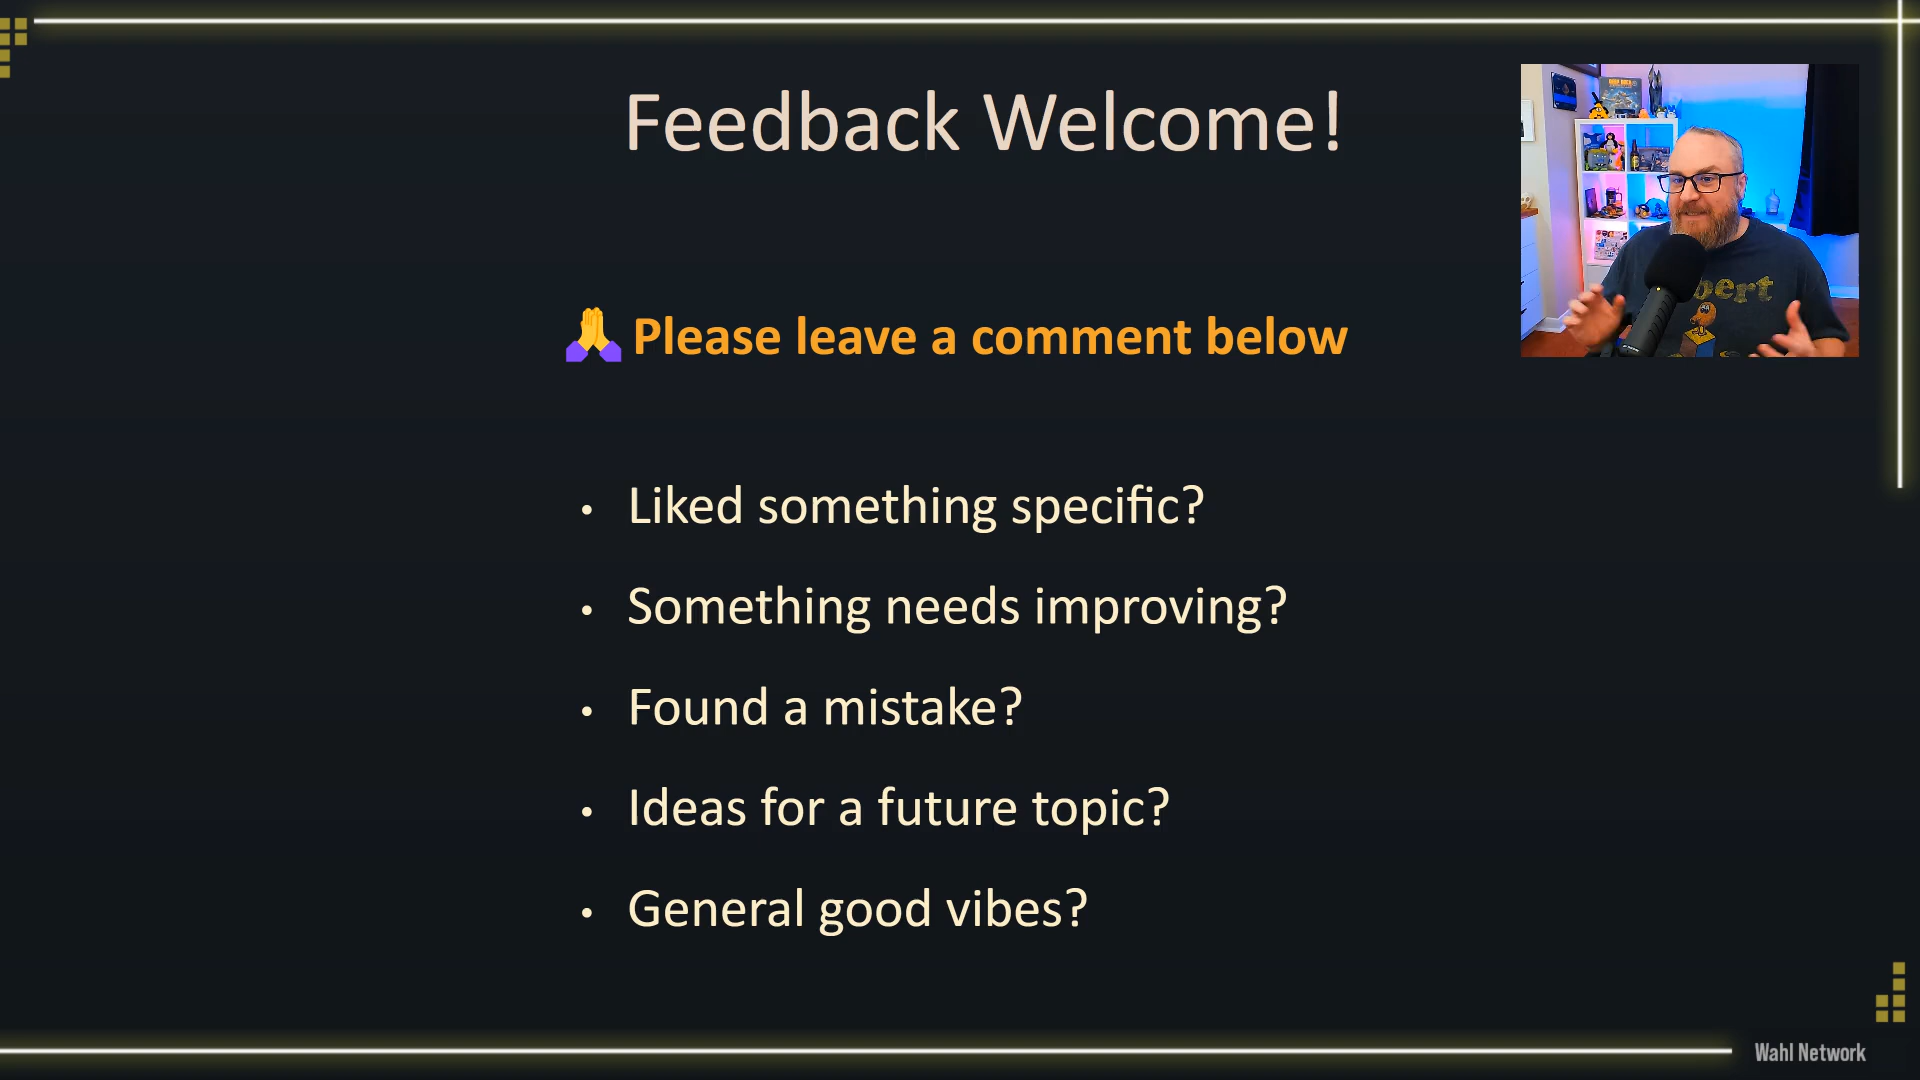 Feedback Welcome!
🙏 Please leave a comment below
• Liked something specific?
• Something needs improving?
• Found a mistake?
• Ideas for a future topic?
• General good vibes?
bert
Wahl Network